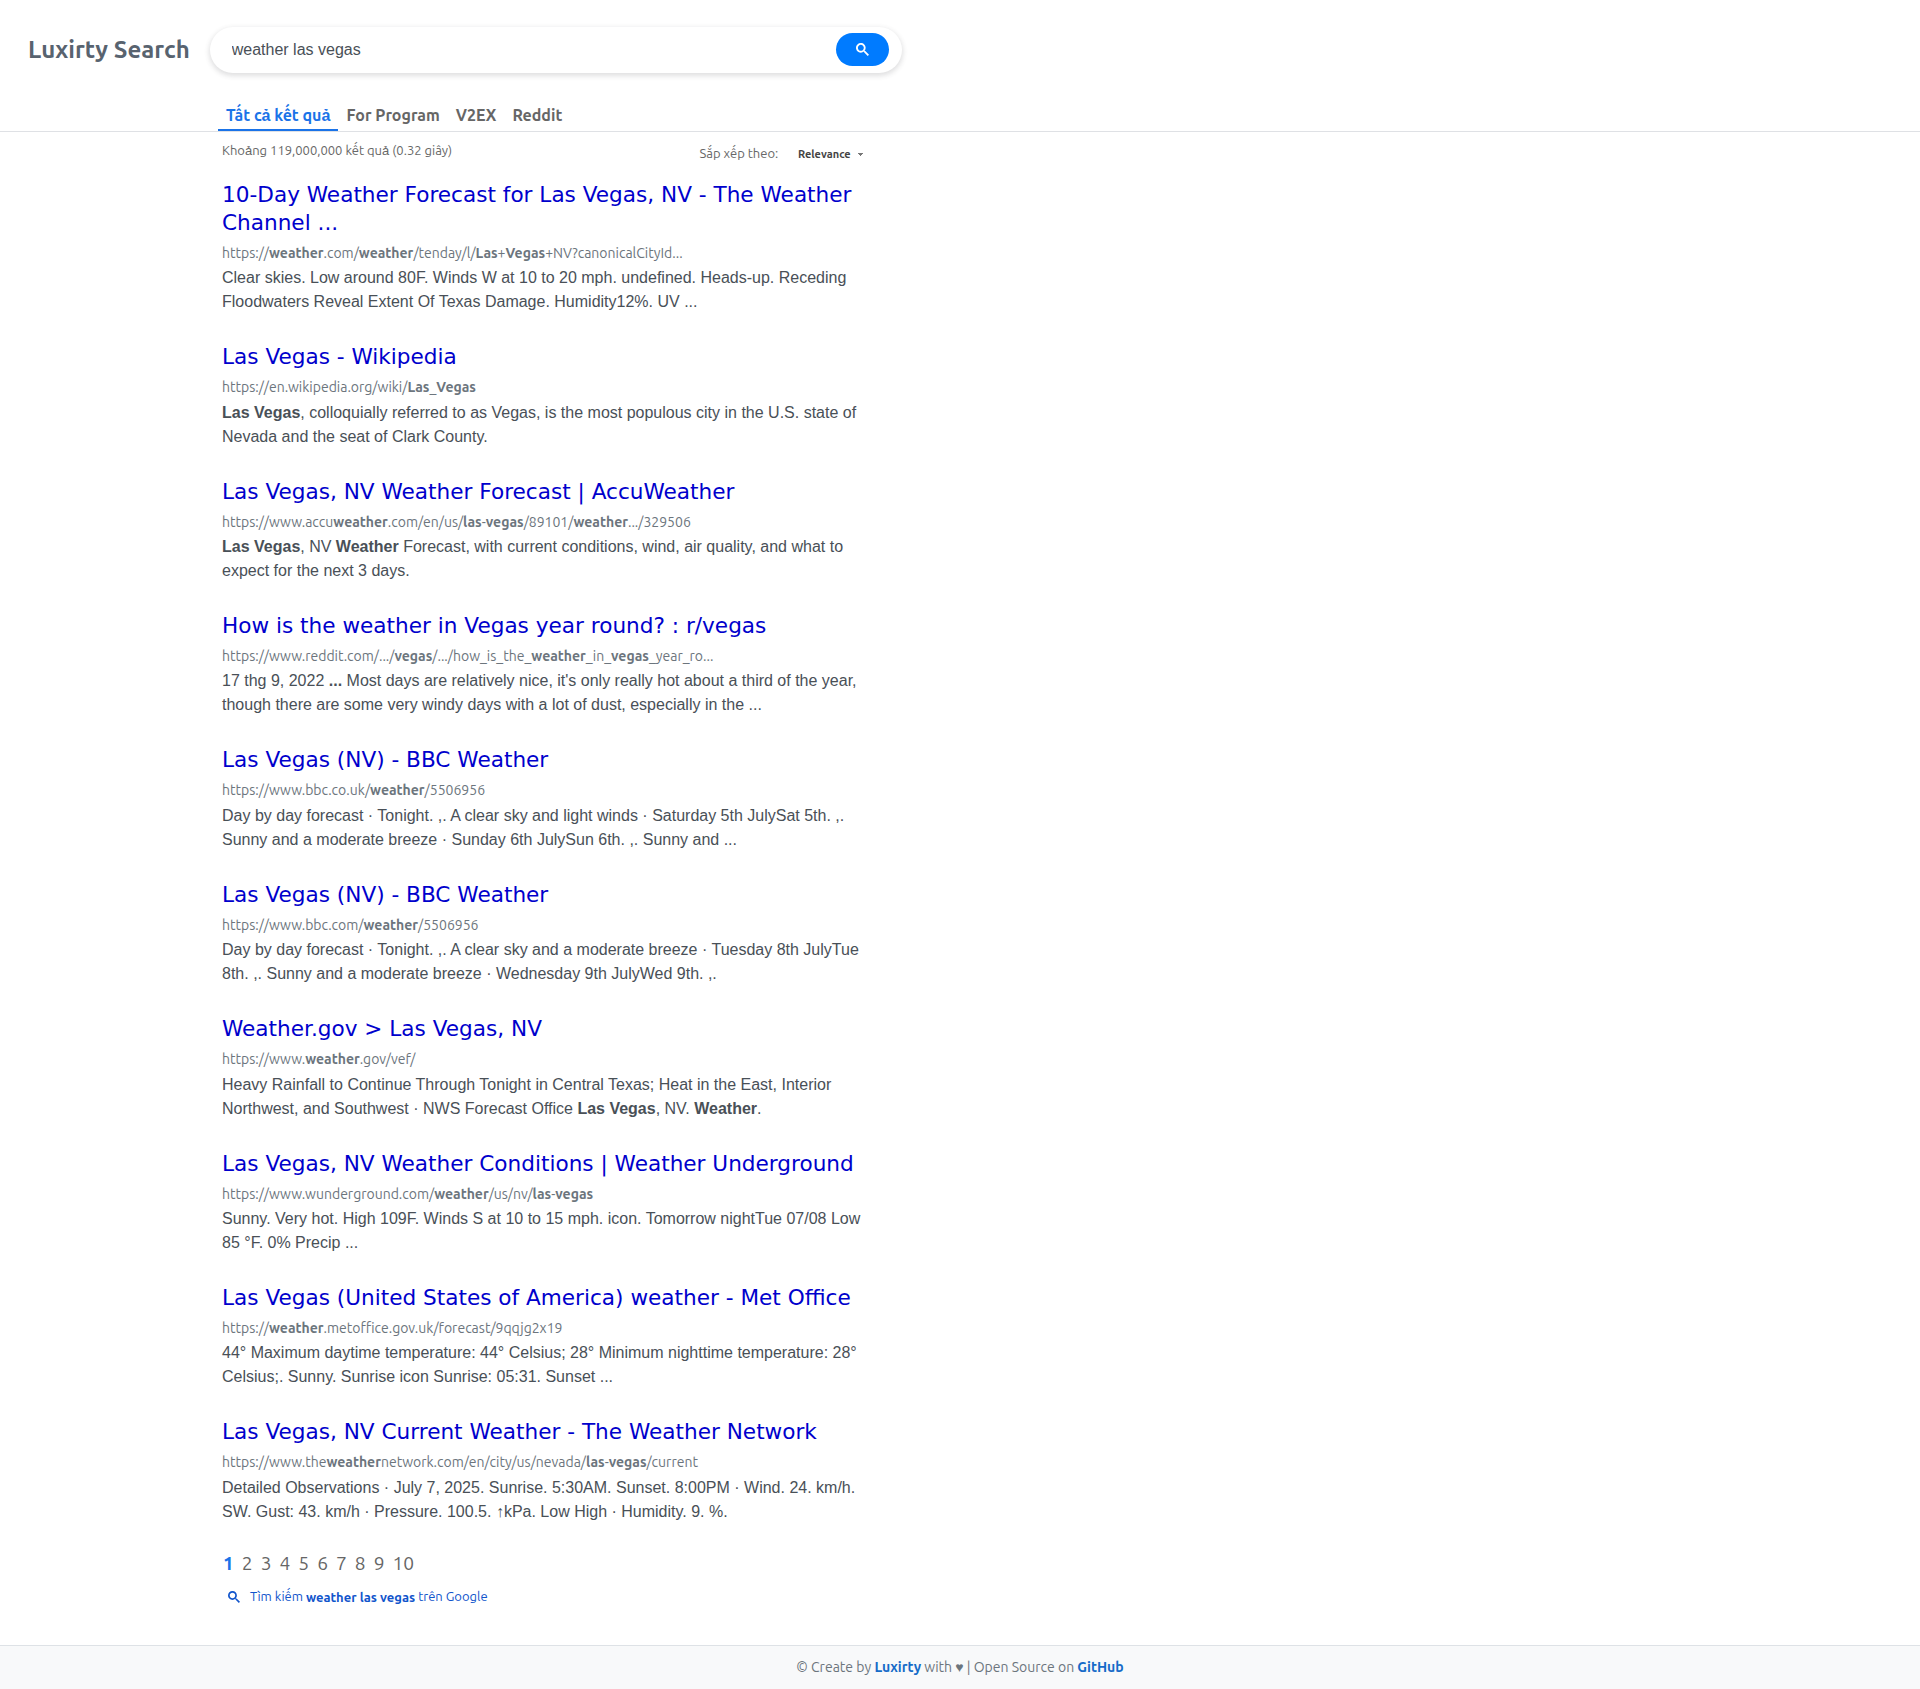 Luxirty Search
weather las vegas
Tất cả kết quả For Program V2EX Reddit
Khoảng 119,000,000 kết quả (0.32 giây)
Sắp xếp theo: Relevance
10-Day Weather Forecast for Las Vegas, NV - The Weather
Channel ...
https://weather.com/weather/tenday/l/Las+Vegas+NV?canonicalCityId...
Clear skies. Low around 80F. Winds W at 10 to 20 mph. undefined. Heads-up. Receding
Floodwaters Reveal Extent Of Texas Damage. Humidity12%. UV ...
Las Vegas - Wikipedia
https://en.wikipedia.org/wiki/Las_Vegas
Las Vegas, colloquially referred to as Vegas, is the most populous city in the U.S. state of
Nevada and the seat of Clark County.
Las Vegas, NV Weather Forecast | AccuWeather
https://www.accuweather.com/en/us/las-vegas/89101/weather.../329506
Las Vegas, NV Weather Forecast, with current conditions, wind, air quality, and what to
expect for the next 3 days.
How is the weather in Vegas year round? : r/vegas
https://www.reddit.com/.../vegas/.../how_is_the_weather_in_vegas_year_ro...
17 thg 9, 2022 ... Most days are relatively nice, it's only really hot about a third of the year,
though there are some very windy days with a lot of dust, especially in the ...
Las Vegas (NV) - BBC Weather
https://www.bbc.co.uk/weather/5506956
Day by day forecast · Tonight. ,. A clear sky and light winds · Saturday 5th JulySat 5th. ,.
Sunny and a moderate breeze · Sunday 6th JulySun 6th. ,. Sunny and ...
Las Vegas (NV) - BBC Weather
https://www.bbc.com/weather/5506956
Day by day forecast · Tonight. ,. A clear sky and a moderate breeze · Tuesday 8th JulyTue
8th. ,. Sunny and a moderate breeze · Wednesday 9th JulyWed 9th. ,.
Weather.gov > Las Vegas, NV
https://www.weather.gov/vef/
Heavy Rainfall to Continue Through Tonight in Central Texas; Heat in the East, Interior
Northwest, and Southwest · NWS Forecast Office Las Vegas, NV. Weather.
Las Vegas, NV Weather Conditions | Weather Underground
https://www.wunderground.com/weather/us/nv/las-vegas
Sunny. Very hot. High 109F. Winds S at 10 to 15 mph. icon. Tomorrow nightTue 07/08 Low
85 °F. 0% Precip ...
Las Vegas (United States of America) weather - Met Office
https://weather.metoffice.gov.uk/forecast/9qqjg2x19
44° Maximum daytime temperature: 44° Celsius; 28° Minimum nighttime temperature: 28°
Celsius;. Sunny. Sunrise icon Sunrise: 05:31. Sunset ...
Las Vegas, NV Current Weather - The Weather Network
https://www.theweathernetwork.com/en/city/us/nevada/las-vegas/current
Detailed Observations · July 7, 2025. Sunrise. 5:30AM. Sunset. 8:00PM · Wind. 24. km/h.
SW. Gust: 43. km/h · Pressure. 100.5. ↑kPa. Low High · Humidity. 9. %.
1 2 3 4 5 6 7 8 9 10
Tìm kiếm weather las vegas trên Google
© Create by Luxirty with ♥ | Open Source on GitHub